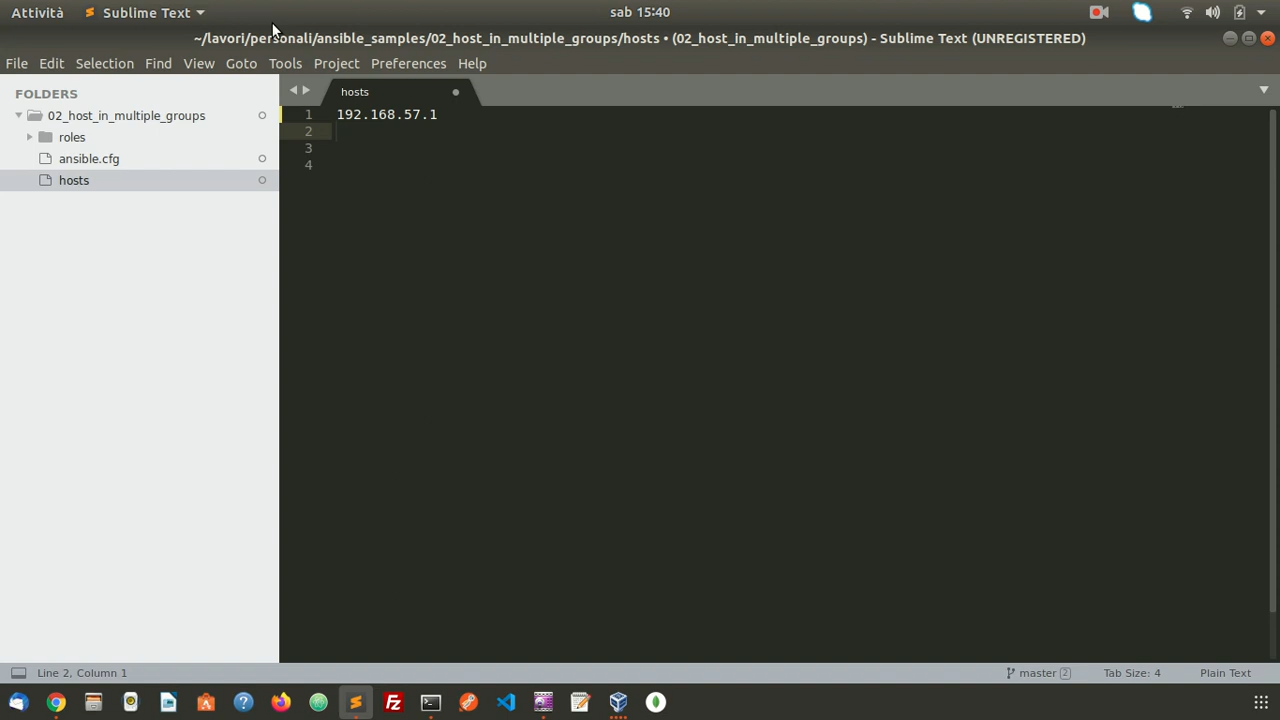 Attività Sublime Text sab 15:40
~/lavori/personali/ansible_samples/02_host_in_multiple_groups/hosts • (02_host_in_multiple_groups) - Sublime Text (UNREGISTERED)
File Edit Selection Find View Goto Tools Project Preferences Help
FOLDERS
02_host_in_multiple_groups
roles
ansible.cfg
hosts
hosts
1 192.168.57.1
2
3
4
Line 2, Column 1 master 2 Tab Size: 4 Plain Text